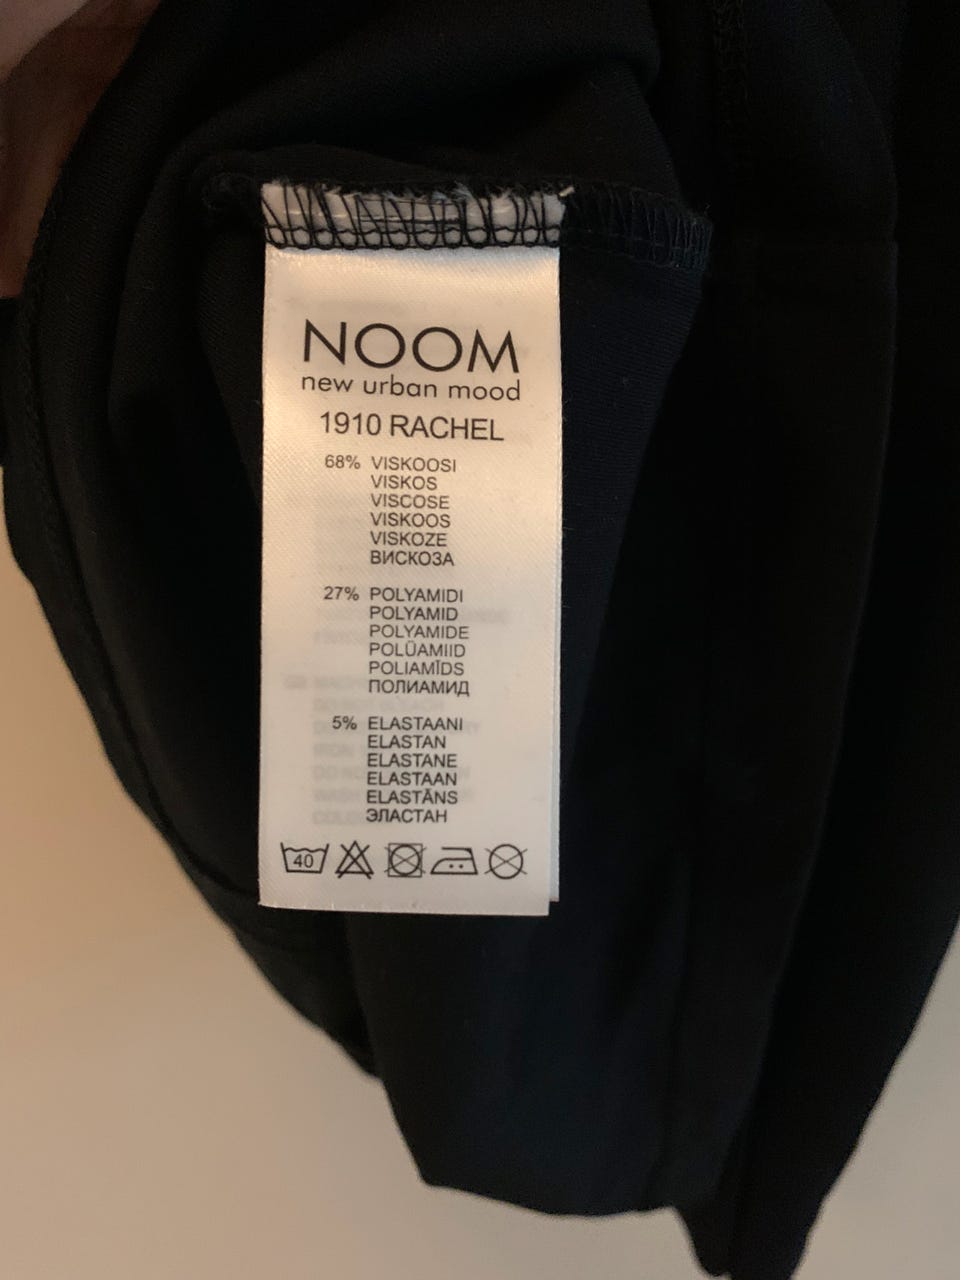 NOOM
new urban mood
1910 RACHEL
68% VISKOOSI
VISKOS
VISCOSE
VISKOOS
VISKOZE
ВИСКОЗА
27% POLYAMIDI
POLYAMID
POLYAMIDE
POLÜAMIID
POLIAMĪDS
ПОЛИАМИД
5% ELASTAANI
ELASTAN
ELASTANE
ELASTAAN
ELASTĀNS
ЭЛАСТАН
40